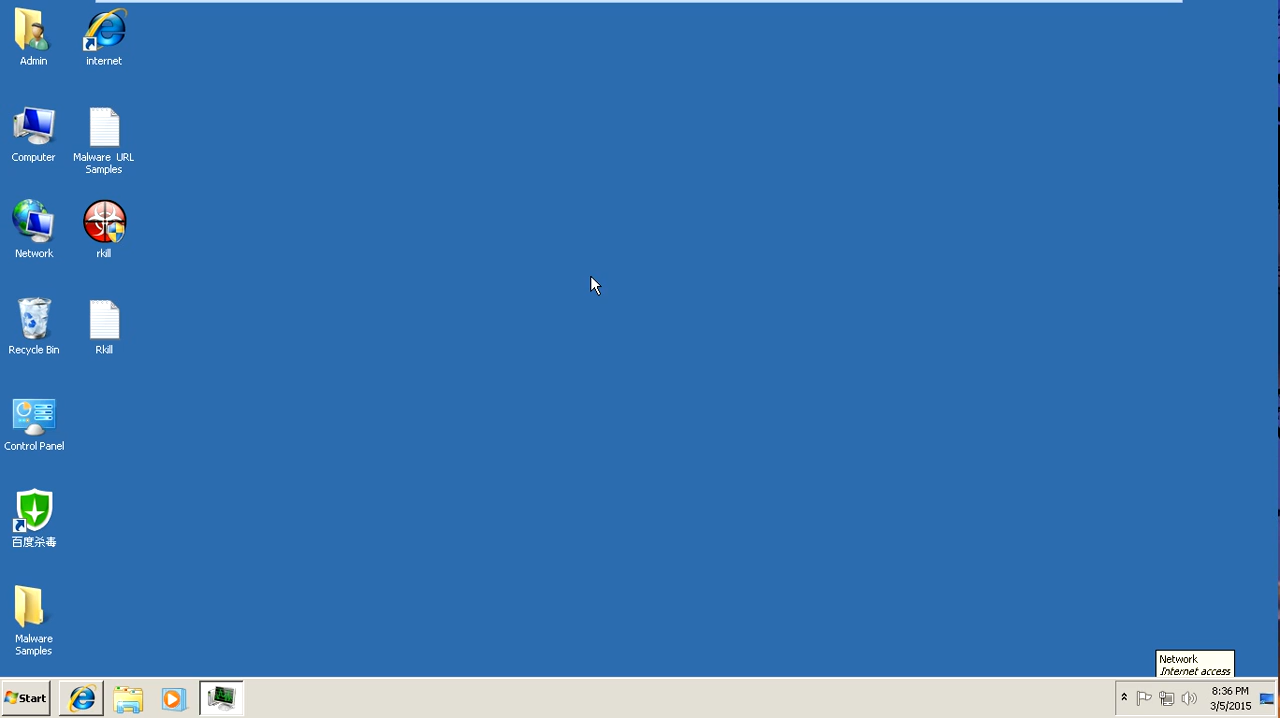 Admin
internet
Computer
Malware URL
Samples
Network
rkill
Recycle Bin
Rkill
Control Panel
百度杀毒
Malware
Samples
Network
Internet access
Start
8:36 PM
3/5/2015